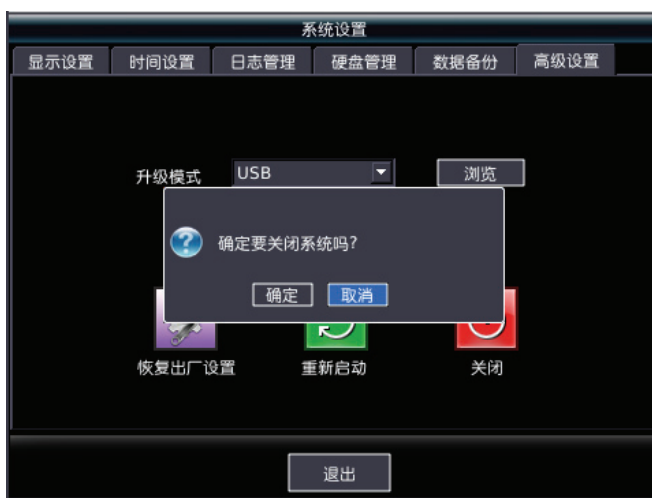 系统设置
显示设置 时间设置 日志管理 硬盘管理 数据备份 高级设置
升级模式 USB 浏览
确定要关闭系统吗?
确定 取消
恢复出厂设置 重新启动 关闭
退出